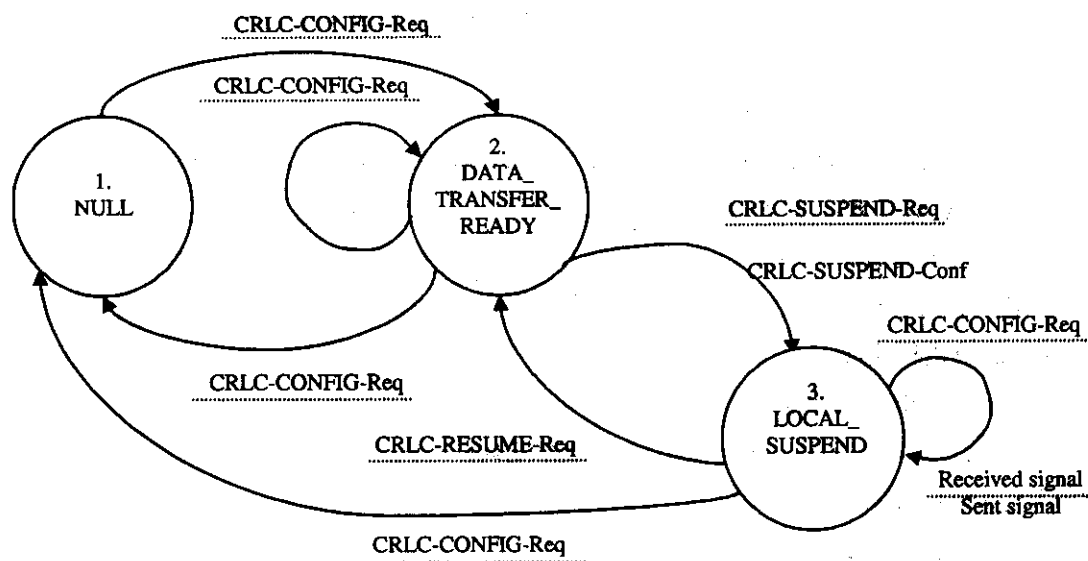 CRLC-CONFIG-Req
CRLC-CONFIG-Req
1.
NULL
2.
DATA_
TRANSFER_
READY
CRLC-SUSPEND-Req
CRLC-SUSPEND-Conf
CRLC-CONFIG-Req
CRLC-CONFIG-Req
3.
LOCAL_
SUSPEND
CRLC-RESUME-Req
Received signal
Sent signal
CRLC-CONFIG-Req